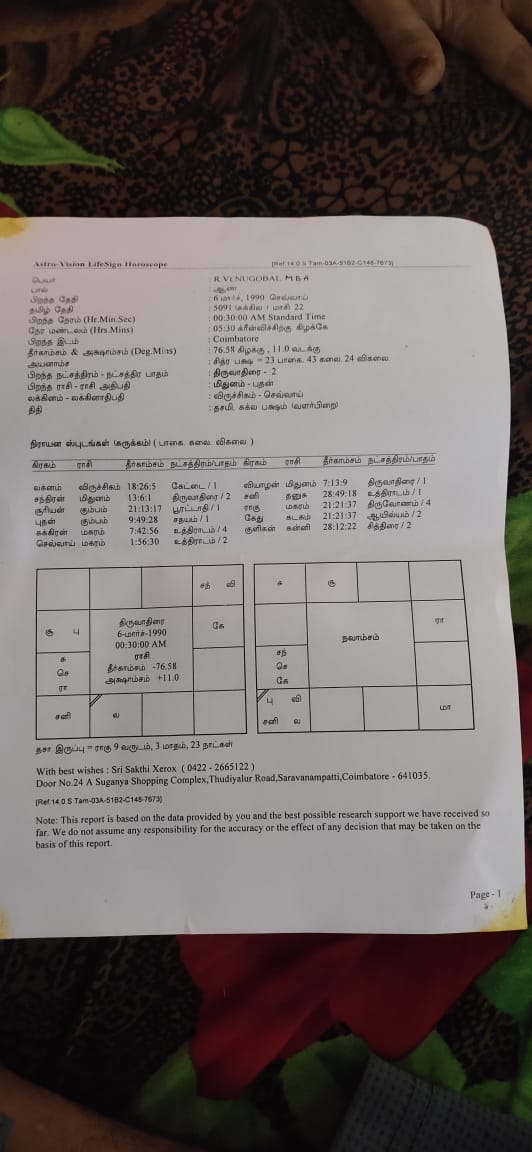 Astro-Vision LifeSign Horoscope [Ref 14.0 S Tam-03A-51B2-C148-7673]
பெயர் : R.VENUGOBAL M B A
பால் : ஆண்
பிறந்த தேதி : 6 மார்ச், 1990 செவ்வாய்
தமிழ் தேதி : 5091 மாசி 22
பிறந்த நேரம் (Hr.Min.Sec) : 00:30:00 AM Standard Time
நேர மண்டலம் (Hrs.Mins) : 05:30 கிரீன்விச்சிற்கு கிழக்கே
பிறந்த இடம் : Coimbatore
தீர்காம்சம் & அக்ஷாம்சம் (Deg.Mins) : 76.58 கிழக்கு , 11.0 வடக்கு
அயனாம்சம் : சித்ர பக்ஷ = 23 பாகை. 43 கலை. 24 விகலை.
பிறந்த நட்சத்திரம் - நட்சத்திர பாதம் : திருவாதிரை - 2
பிறந்த ராசி - ராசி அதிபதி : மிதுனம் - புதன்
லக்கினம் - லக்கினாதிபதி : விருச்சிகம் - செவ்வாய்
திதி : தசமி, சுக்ல பக்ஷம் (வளர்பிறை)
நிராயன ஸ்புடங்கள் (சுருக்கம்) ( பாகை. கலை. விகலை. )
கிரகம் ராசி தீர்காம்சம் நட்சத்திரம்/பாதம் கிரகம் ராசி தீர்காம்சம் நட்சத்திரம்/பாதம்
லக்னம் விருச்சிகம் 18:26:5 கேட்டை / 1 வியாழன் மிதுனம் 7:13:9 திருவாதிரை / 1
சந்திரன் மிதுனம் 13:6:1 திருவாதிரை / 2 சனி தனுசு 28:49:18 உத்திராடம் / 1
சூரியன் கும்பம் 21:13:17 பூரட்டாதி / 1 ராகு மகரம் 21:21:37 திருவோணம் / 4
புதன் கும்பம் 9:49:28 சதயம் / 1 கேது கடகம் 21:21:37 ஆயில்யம் / 2
சுக்கிரன் மகரம் 7:42:56 உத்திராடம் / 4 குளிகன் கன்னி 28:12:22 சித்திரை / 2
செவ்வாய் மகரம் 1:56:30 உத்திராடம் / 2
சந் வி
சூ பு
திருவாதிரை
6-மார்ச்-1990
00:30:00 AM
ராசி
தீர்காம்சம் -76.58
அக்ஷாம்சம் +11.0
கே
சு
செ
ரா
சனி
ல
சு
சூ
நவாம்சம்
ரா
சந்
செ
கே
பு வி
சனி ல
மா
தசா இருப்பு = ராகு 9 வருடம், 3 மாதம், 23 நாட்கள்
With best wishes : Sri Sakthi Xerox ( 0422 - 2665122 )
Door No.24 A Suganya Shopping Complex,Thudiyalur Road,Saravanampatti,Coimbatore - 641035.
[Ref 14.0 S Tam-03A-51B2-C148-7673]
Note: This report is based on the data provided by you and the best possible research support we have received so
far. We do not assume any responsibility for the accuracy or the effect of any decision that may be taken on the
basis of this report.
Page - 1